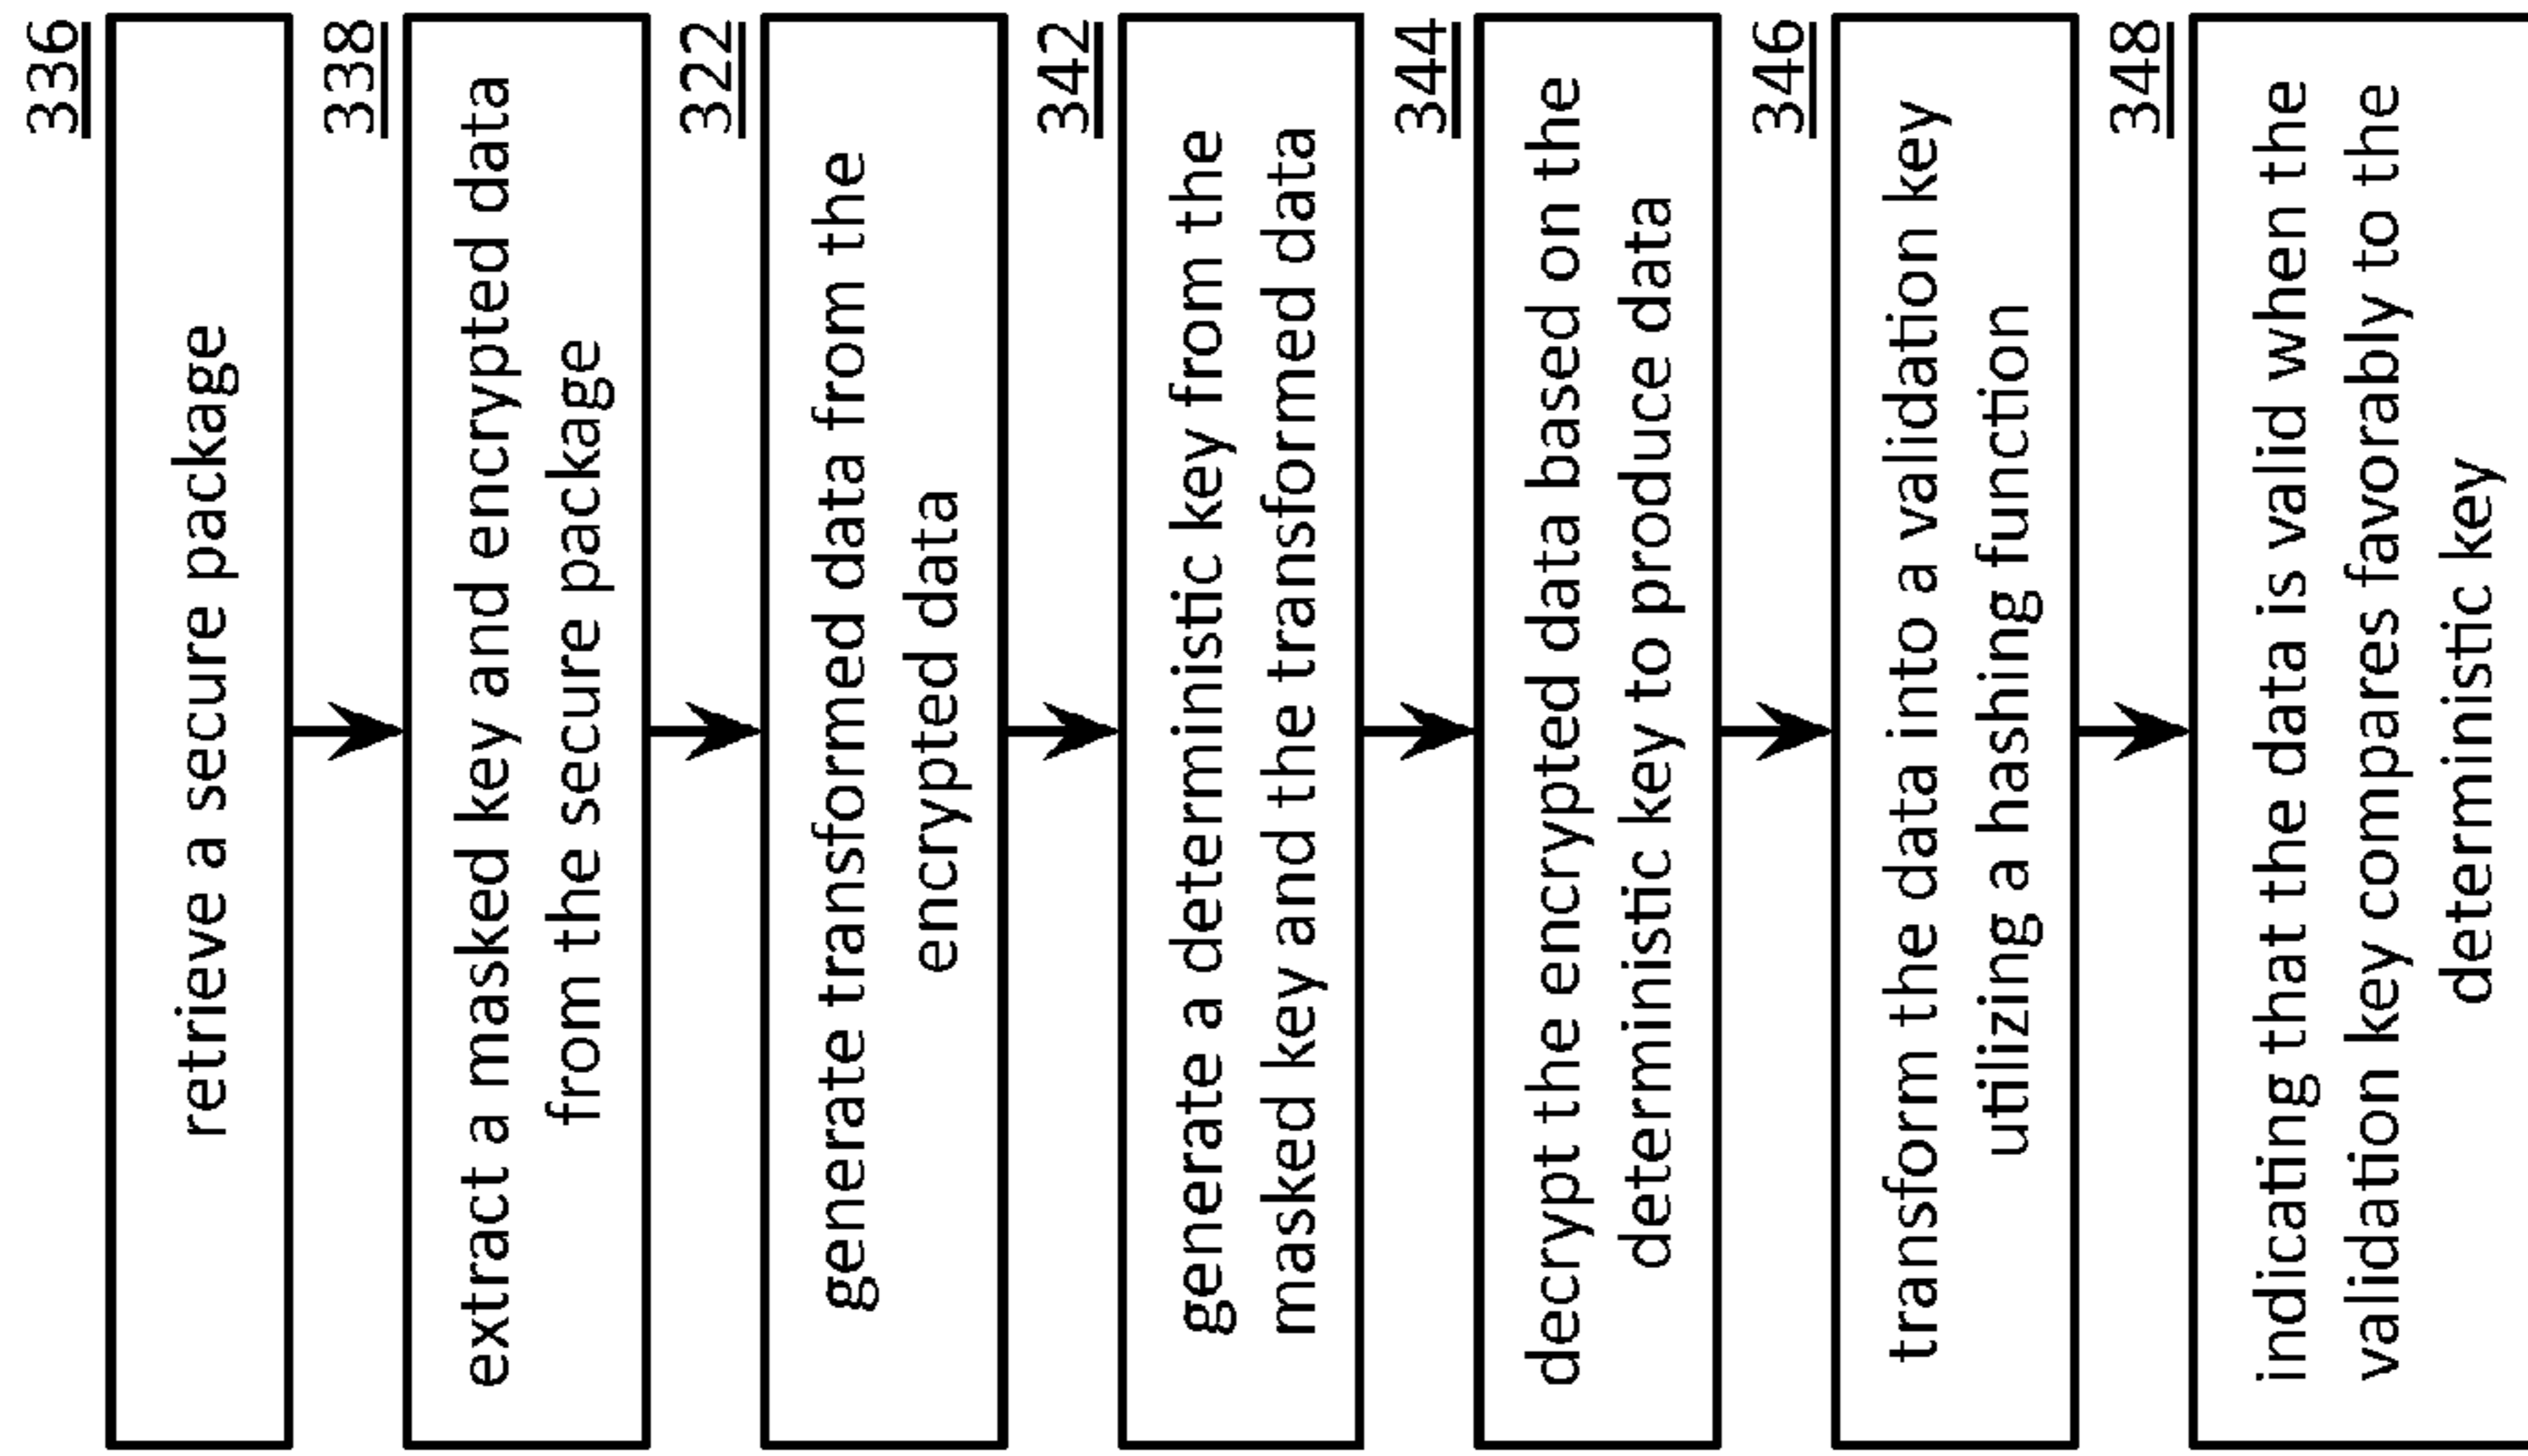 336
retrieve a secure package
338
extract a masked key and encrypted data
from the secure package
322
generate transformed data from the
encrypted data
342
generate a deterministic key from the
masked key and the transformed data
344
decrypt the encrypted data based on the
deterministic key to produce data
346
transform the data into a validation key
utilizing a hashing function
348
indicating that the data is valid when the
validation key compares favorably to the
deterministic key